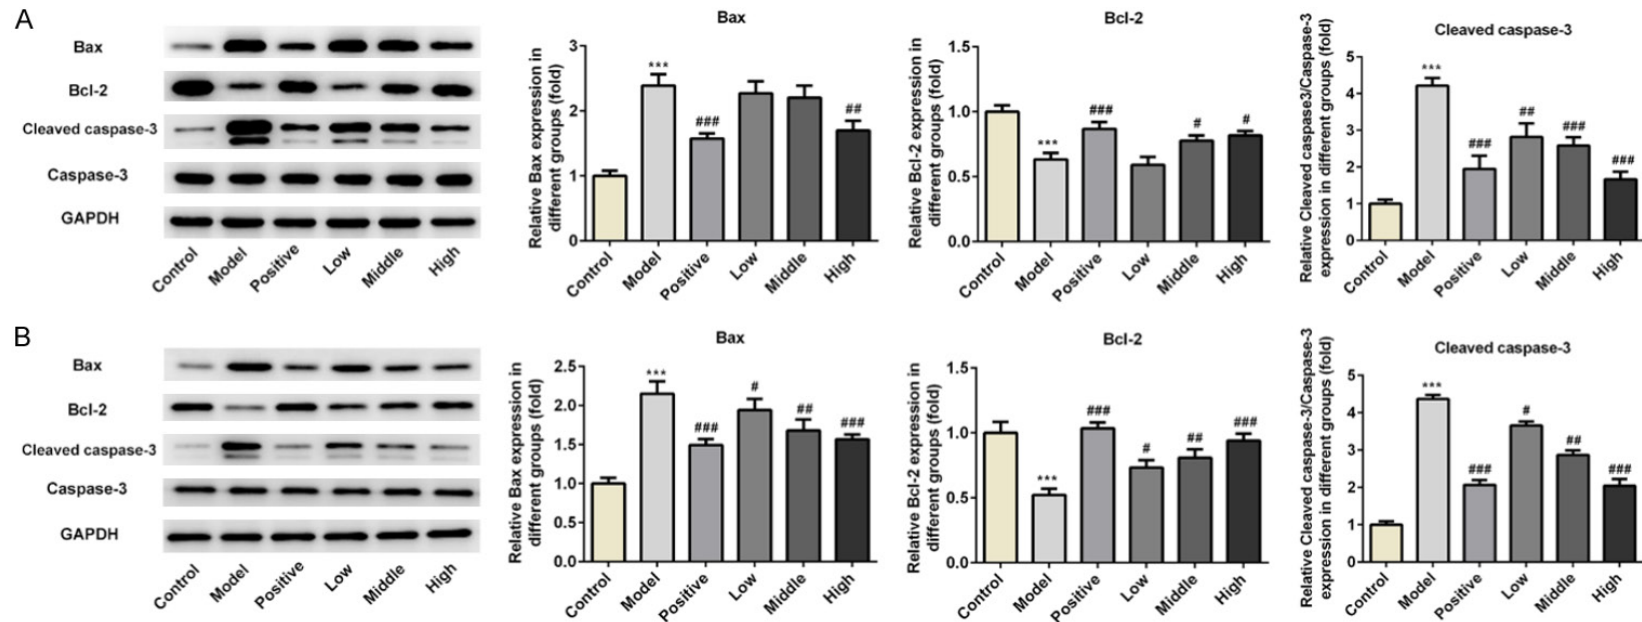 A
Bax
Bcl-2
Cleaved caspase-3
Caspase-3
GAPDH
Control
Model
Positive
Low
Middle
High
Bax
Relative Bax expression in
different groups (fold)
3
2
1
0
***
###
##
Control
Model
Positive
Low
Middle
High
Bcl-2
Relative Bcl-2 expression in
different groups (fold)
1.5
1.0
0.5
0.0
***
###
#
#
Control
Model
Positive
Low
Middle
High
Cleaved caspase-3
Relative Cleaved caspase3/Caspase-3
expression in different groups (fold)
5
4
3
2
1
0
***
###
##
###
###
Control
Model
Positive
Low
Middle
High
B
Bax
Bcl-2
Cleaved caspase-3
Caspase-3
GAPDH
Control
Model
Positive
Low
Middle
High
Bax
Relative Bax expression in
different groups (fold)
2.5
2.0
1.5
1.0
0.5
0.0
***
###
#
##
###
Control
Model
Positive
Low
Middle
High
Bcl-2
Relative Bcl-2 expression in
different groups (fold)
1.5
1.0
0.5
0.0
***
###
#
##
###
Control
Model
Positive
Low
Middle
High
Cleaved caspase-3
Relative Cleaved caspase-3/Caspase-3
expression in different groups (fold)
5
4
3
2
1
0
***
###
#
##
###
Control
Model
Positive
Low
Middle
High